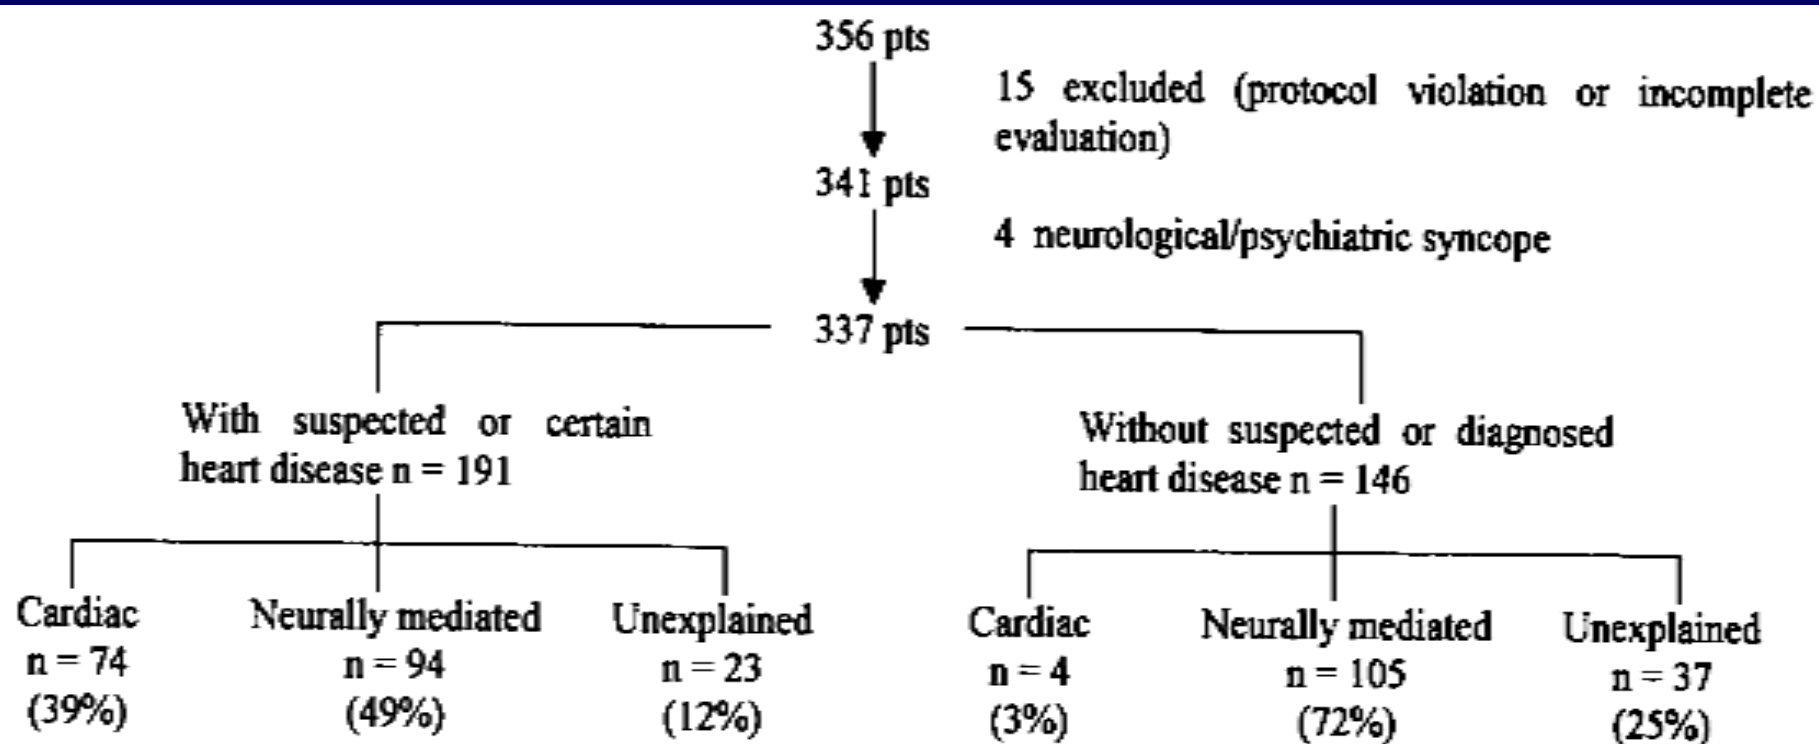 356 pts
15 excluded (protocol violation or incomplete
evaluation)
341 pts
4 neurological/psychiatric syncope
337 pts
With suspected or certain
heart disease n = 191
Without suspected or diagnosed
heart disease n = 146
Cardiac
n = 74
(39%)
Neurally mediated
n = 94
(49%)
Unexplained
n = 23
(12%)
Cardiac
n = 4
(3%)
Neurally mediated
n = 105
(72%)
Unexplained
n = 37
(25%)